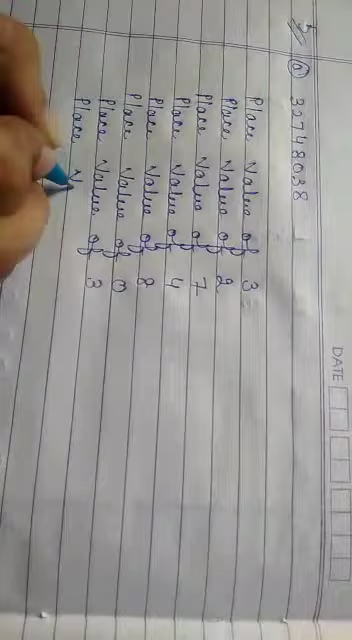 DATE
5
(a) 32748038
Place Value of 3 =
Place Value of 2
Place Value of 7
Place Value of 4
Place Value of 8
Place Value of 0
Place Value of 3
Place V